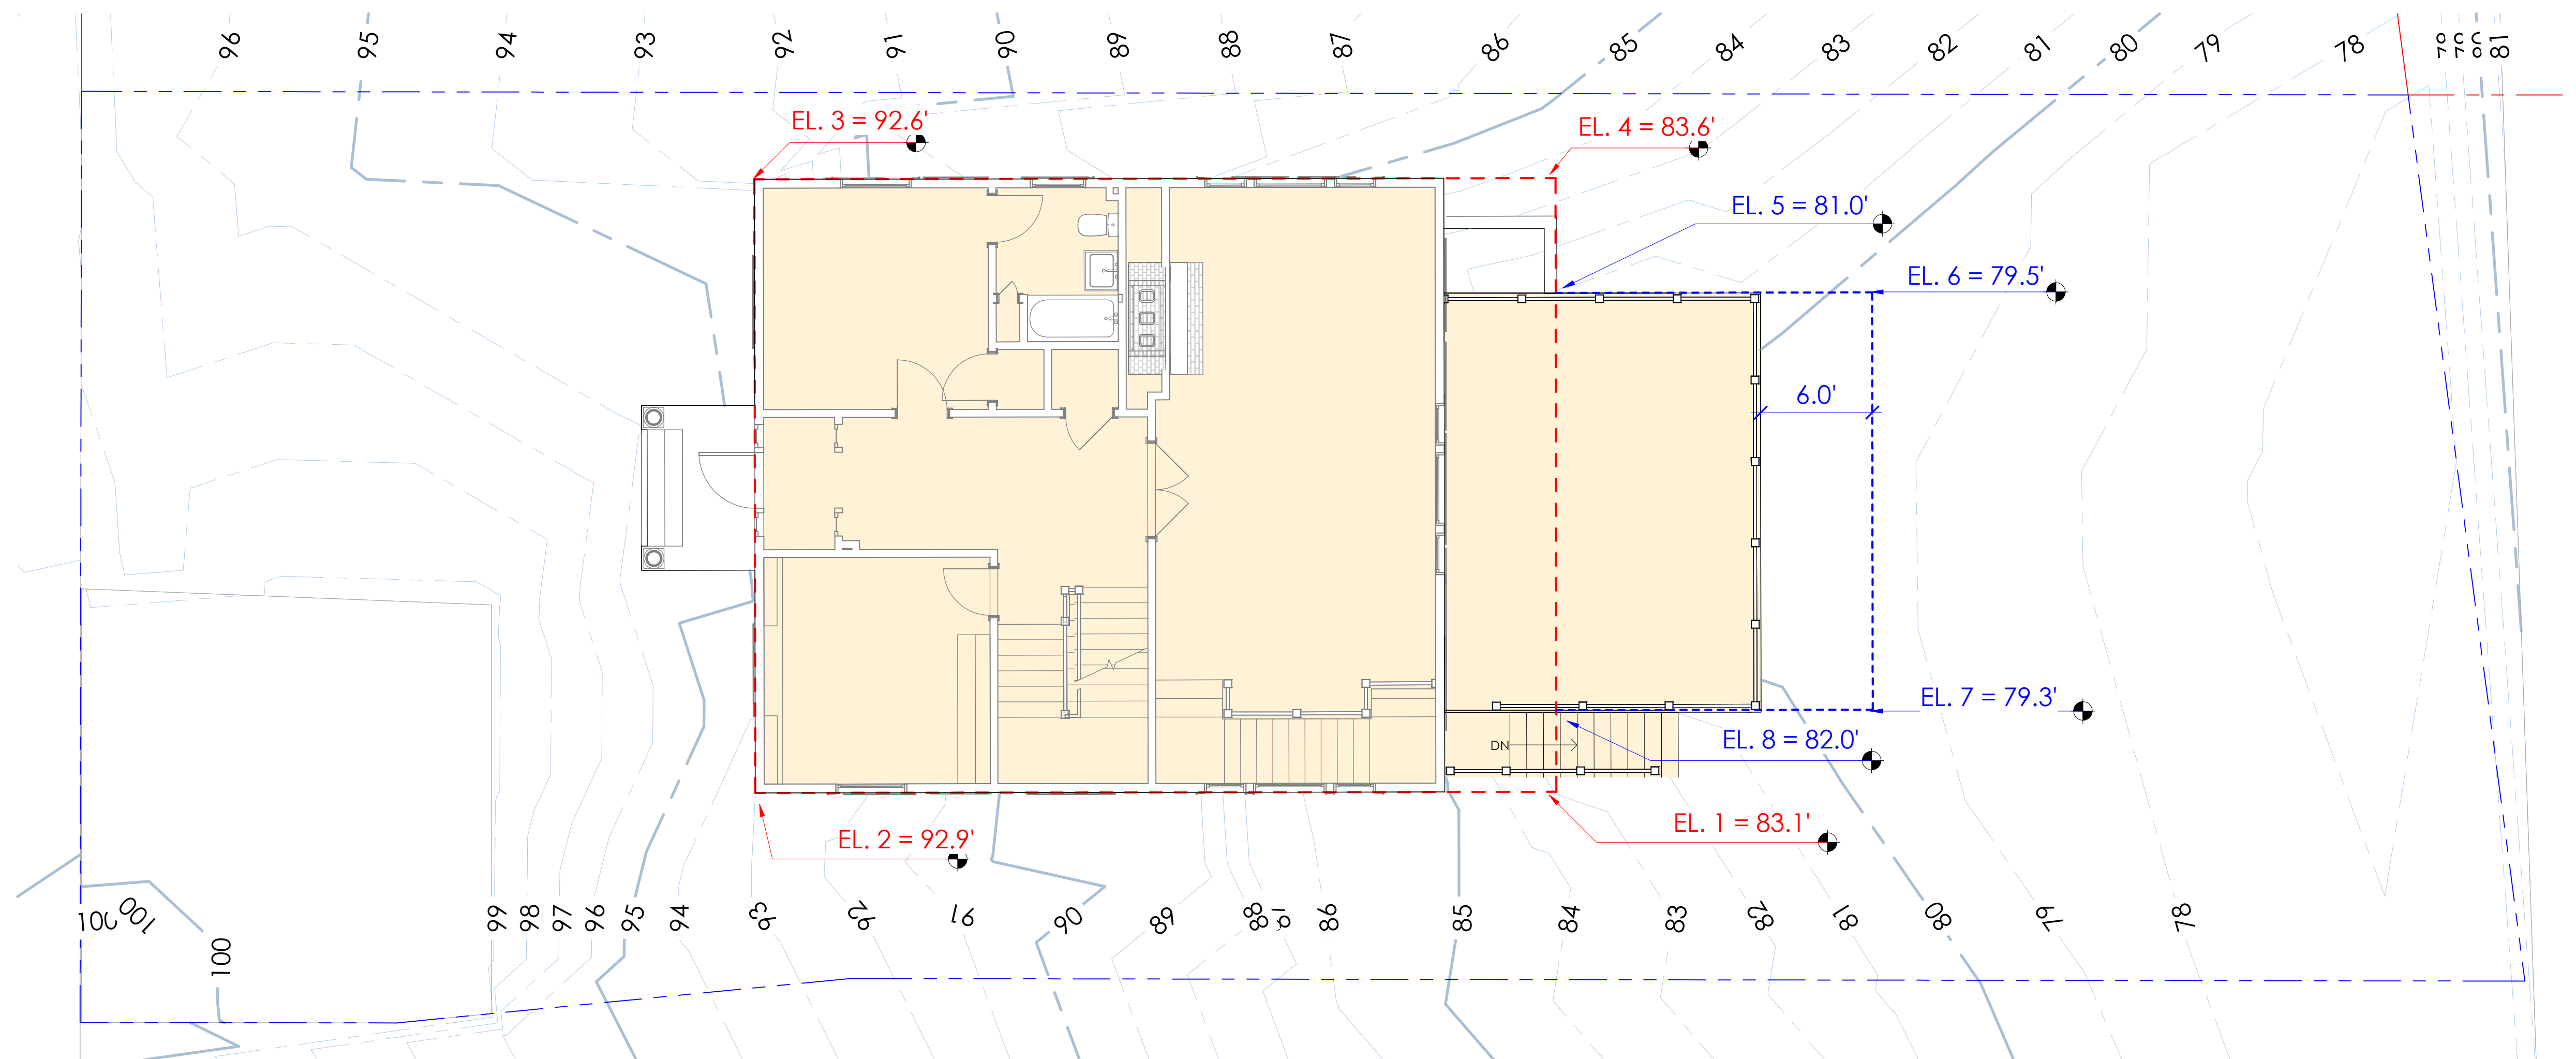 96 95 94 93 92 91 90 89 88 87 86 85 84 83 82 81 80 79 78 81
EL. 3 = 92.6'
EL. 4 = 83.6'
EL. 5 = 81.0'
EL. 6 = 79.5'
6.0'
EL. 7 = 79.3'
EL. 8 = 82.0'
DN
EL. 1 = 83.1'
EL. 2 = 92.9'
100 99 98 97 96 95 94 93 92 91 90 89 88 86 85 84 83 82 81 80 79 78
100